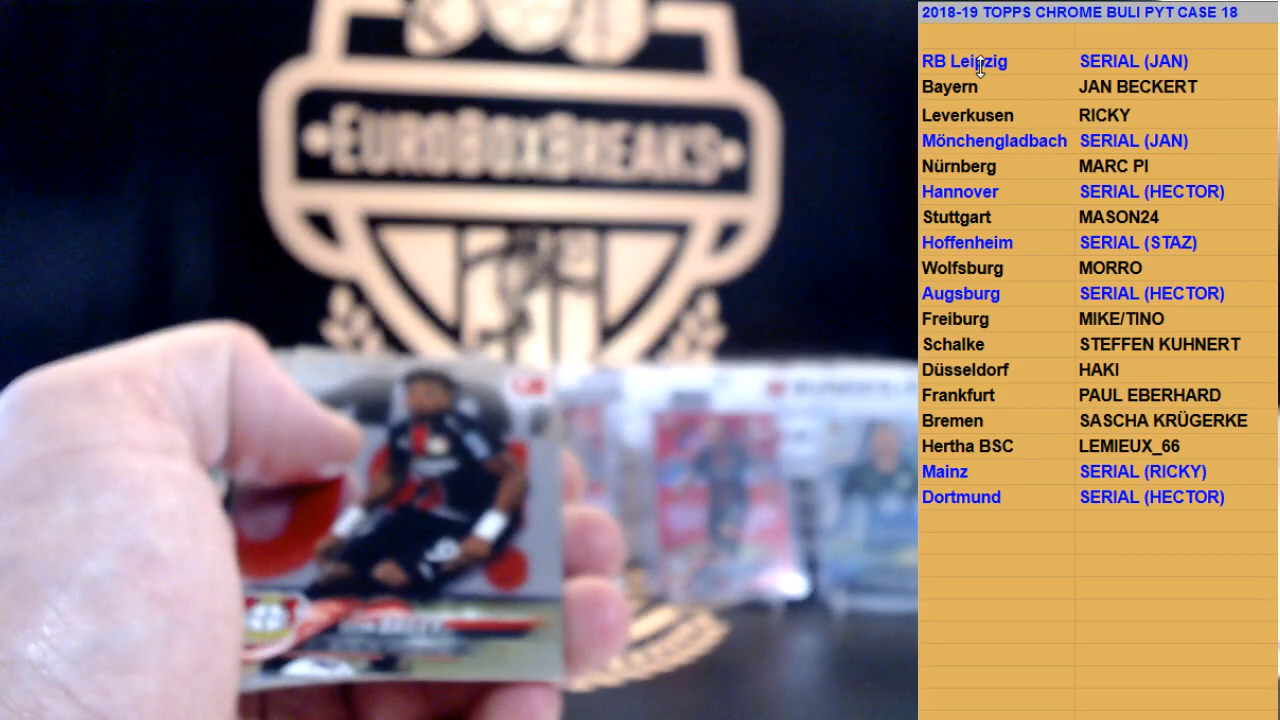 EUROBOXBREAKS
2018-19 TOPPS CHROME BULI PYT CASE 18
RB Leipzig SERIAL (JAN)
Bayern JAN BECKERT
Leverkusen RICKY
Mönchengladbach SERIAL (JAN)
Nürnberg MARC PI
Hannover SERIAL (HECTOR)
Stuttgart MASON24
Hoffenheim SERIAL (STAZ)
Wolfsburg MORRO
Augsburg SERIAL (HECTOR)
Freiburg MIKE/TINO
Schalke STEFFEN KUHNERT
Düsseldorf HAKI
Frankfurt PAUL EBERHARD
Bremen SASCHA KRÜGERKE
Hertha BSC LEMIEUX_66
Mainz SERIAL (RICKY)
Dortmund SERIAL (HECTOR)